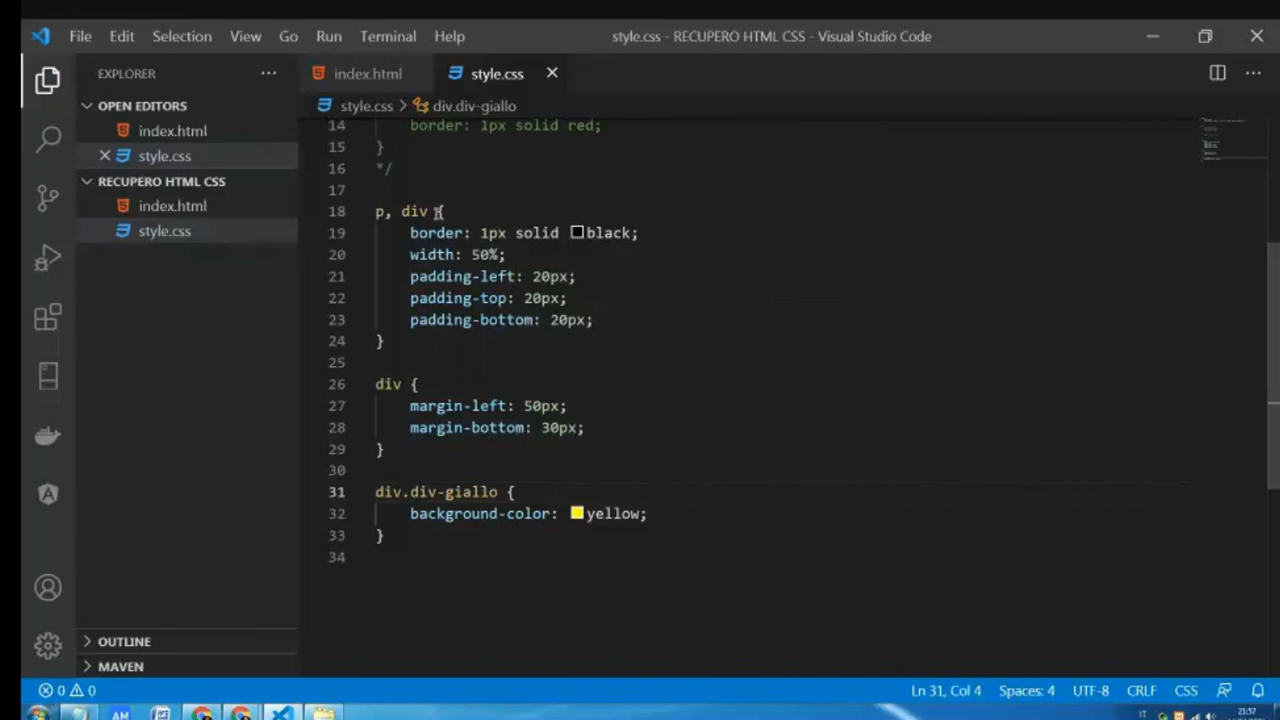 File Edit Selection View Go Run Terminal Help style.css - RECUPERO HTML CSS - Visual Studio Code
EXPLORER
OPEN EDITORS
index.html
style.css
RECUPERO HTML CSS
index.html
style.css
OUTLINE
MAVEN
index.html style.css
style.css > div.div-giallo
14 border: 1px solid red;
15 }
16 */
17
18 p, div {
19 border: 1px solid black;
20 width: 50%;
21 padding-left: 20px;
22 padding-top: 20px;
23 padding-bottom: 20px;
24 }
25
26 div {
27 margin-left: 50px;
28 margin-bottom: 30px;
29 }
30
31 div.div-giallo {
32 background-color: yellow;
33 }
34
0 0 Ln 31, Col 4 Spaces: 4 UTF-8 CRLF CSS
AM IT 21:57